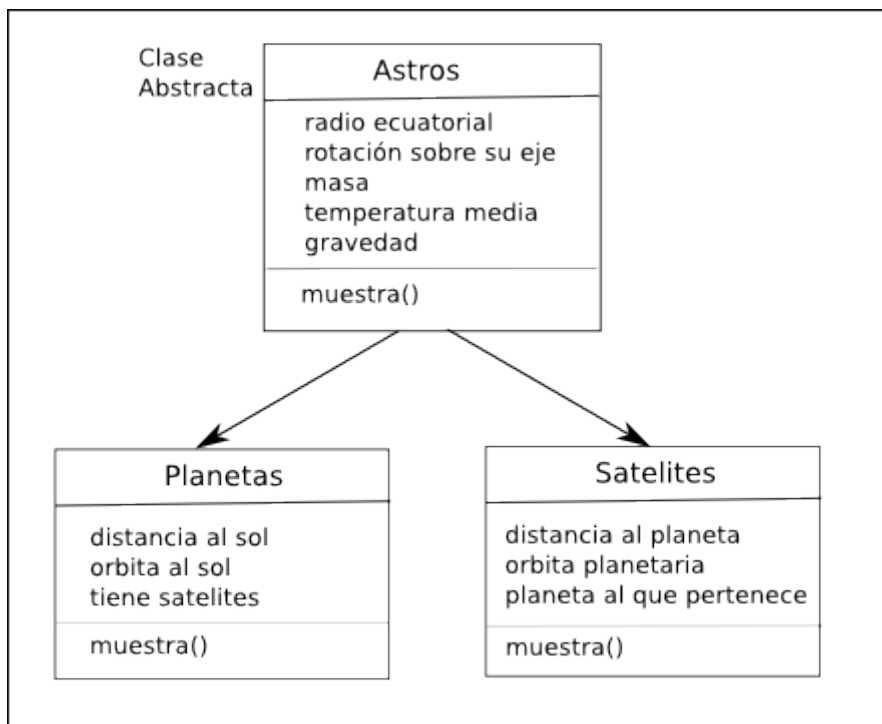 Clase
Abstracta
Astros
radio ecuatorial
rotación sobre su eje
masa
temperatura media
gravedad
muestra()
Planetas
distancia al sol
orbita al sol
tiene satelites
muestra()
Satelites
distancia al planeta
orbita planetaria
planeta al que pertenece
muestra()